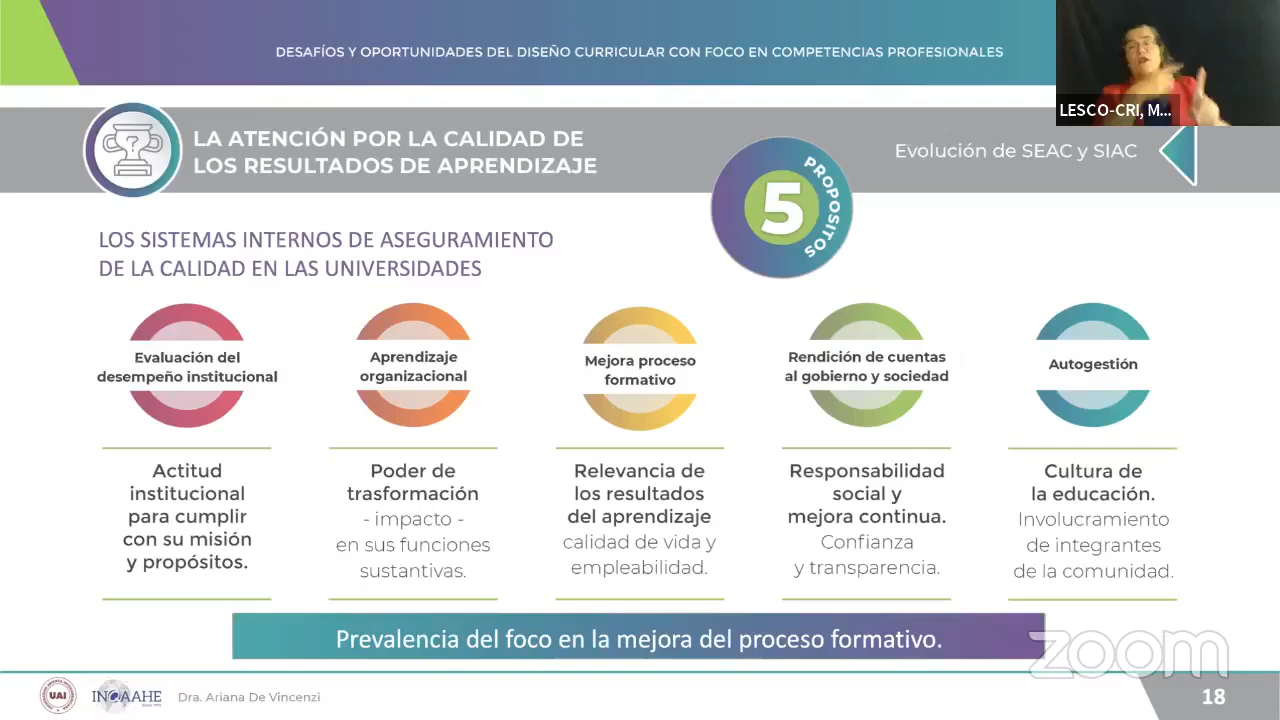 DESAFÍOS Y OPORTUNIDADES DEL DISEÑO CURRICULAR CON FOCO EN COMPETENCIAS PROFESIONALES
LESCO-CRI, M...
LA ATENCIÓN POR LA CALIDAD DE
LOS RESULTADOS DE APRENDIZAJE
Evolución de SEAC y SIAC
5
PROPOSITOS
LOS SISTEMAS INTERNOS DE ASEGURAMIENTO
DE LA CALIDAD EN LAS UNIVERSIDADES
Evaluación del
desempeño institucional
Actitud
institucional
para cumplir
con su misión
y propósitos.
Aprendizaje
organizacional
Poder de
trasformación
- impacto -
en sus funciones
sustantivas.
Mejora proceso
formativo
Relevancia de
los resultados
del aprendizaje
calidad de vida y
empleabilidad.
Rendición de cuentas
al gobierno y sociedad
Responsabilidad
social y
mejora continua.
Confianza
y transparencia.
Autogestión
Cultura de
la educación.
Involucramiento
de integrantes
de la comunidad.
Prevalencia del foco en la mejora del proceso formativo.
zoom
UAI
INQAAHE
Dra. Ariana De Vincenzi
18